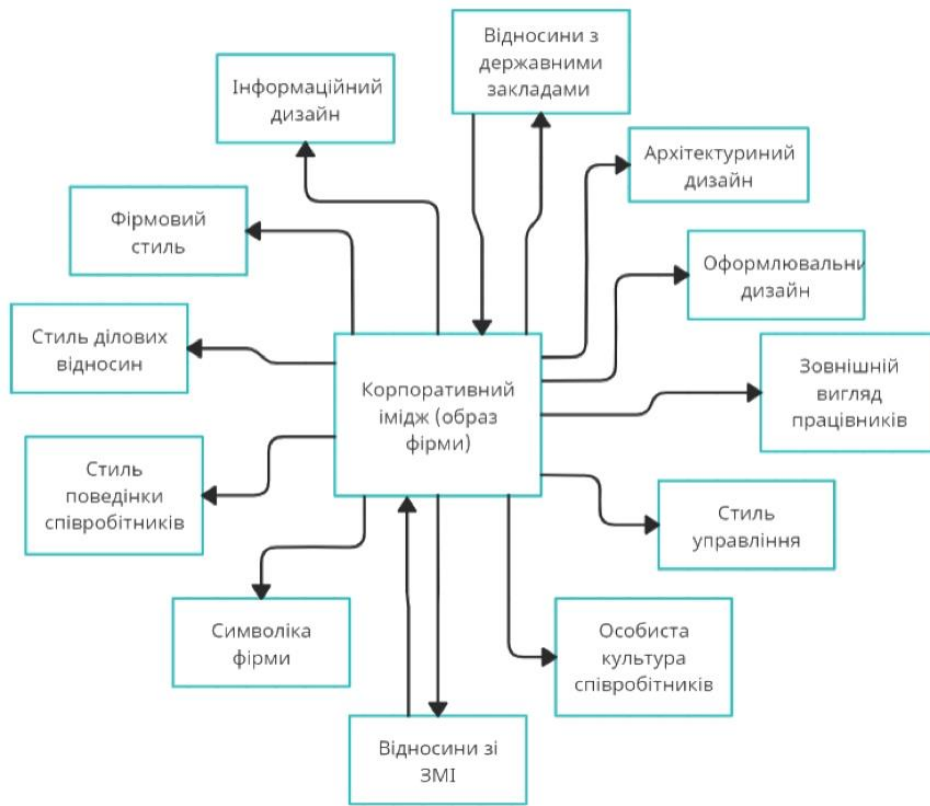 Відносини з
державними
закладами
Інформаційний
дизайн
Архітектуриний
дизайн
Фірмовий
стиль
Оформлювальни
дизайн
Стиль ділових
відносин
Корпоративний
імідж (образ
фірми)
Зовнішній
вигляд
працівників
Стиль
поведінки
співробітників
Стиль
управління
Символіка
фірми
Особиста
культура
співробітників
Відносини зі
ЗМІ